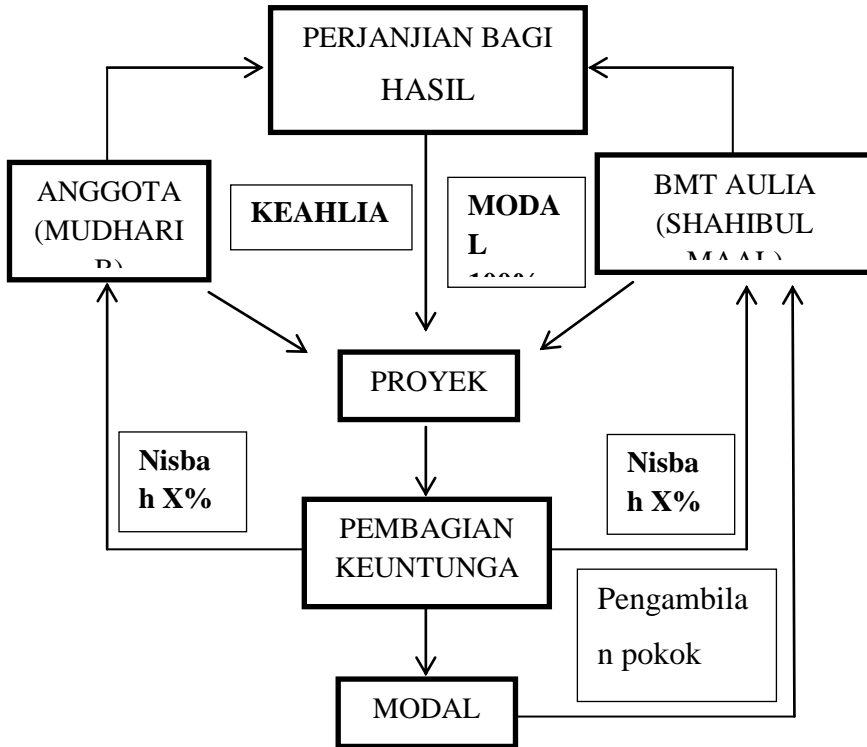 PERJANJIAN BAGI
HASIL
ANGGOTA
(MUDHARI
KEAHLIA
MODA
L
BMT AULIA
(SHAHIBUL
PROYEK
Nisba
h X%
Nisba
h X%
PEMBAGIAN
KEUNTUNGA
Pengambila
n pokok
MODAL